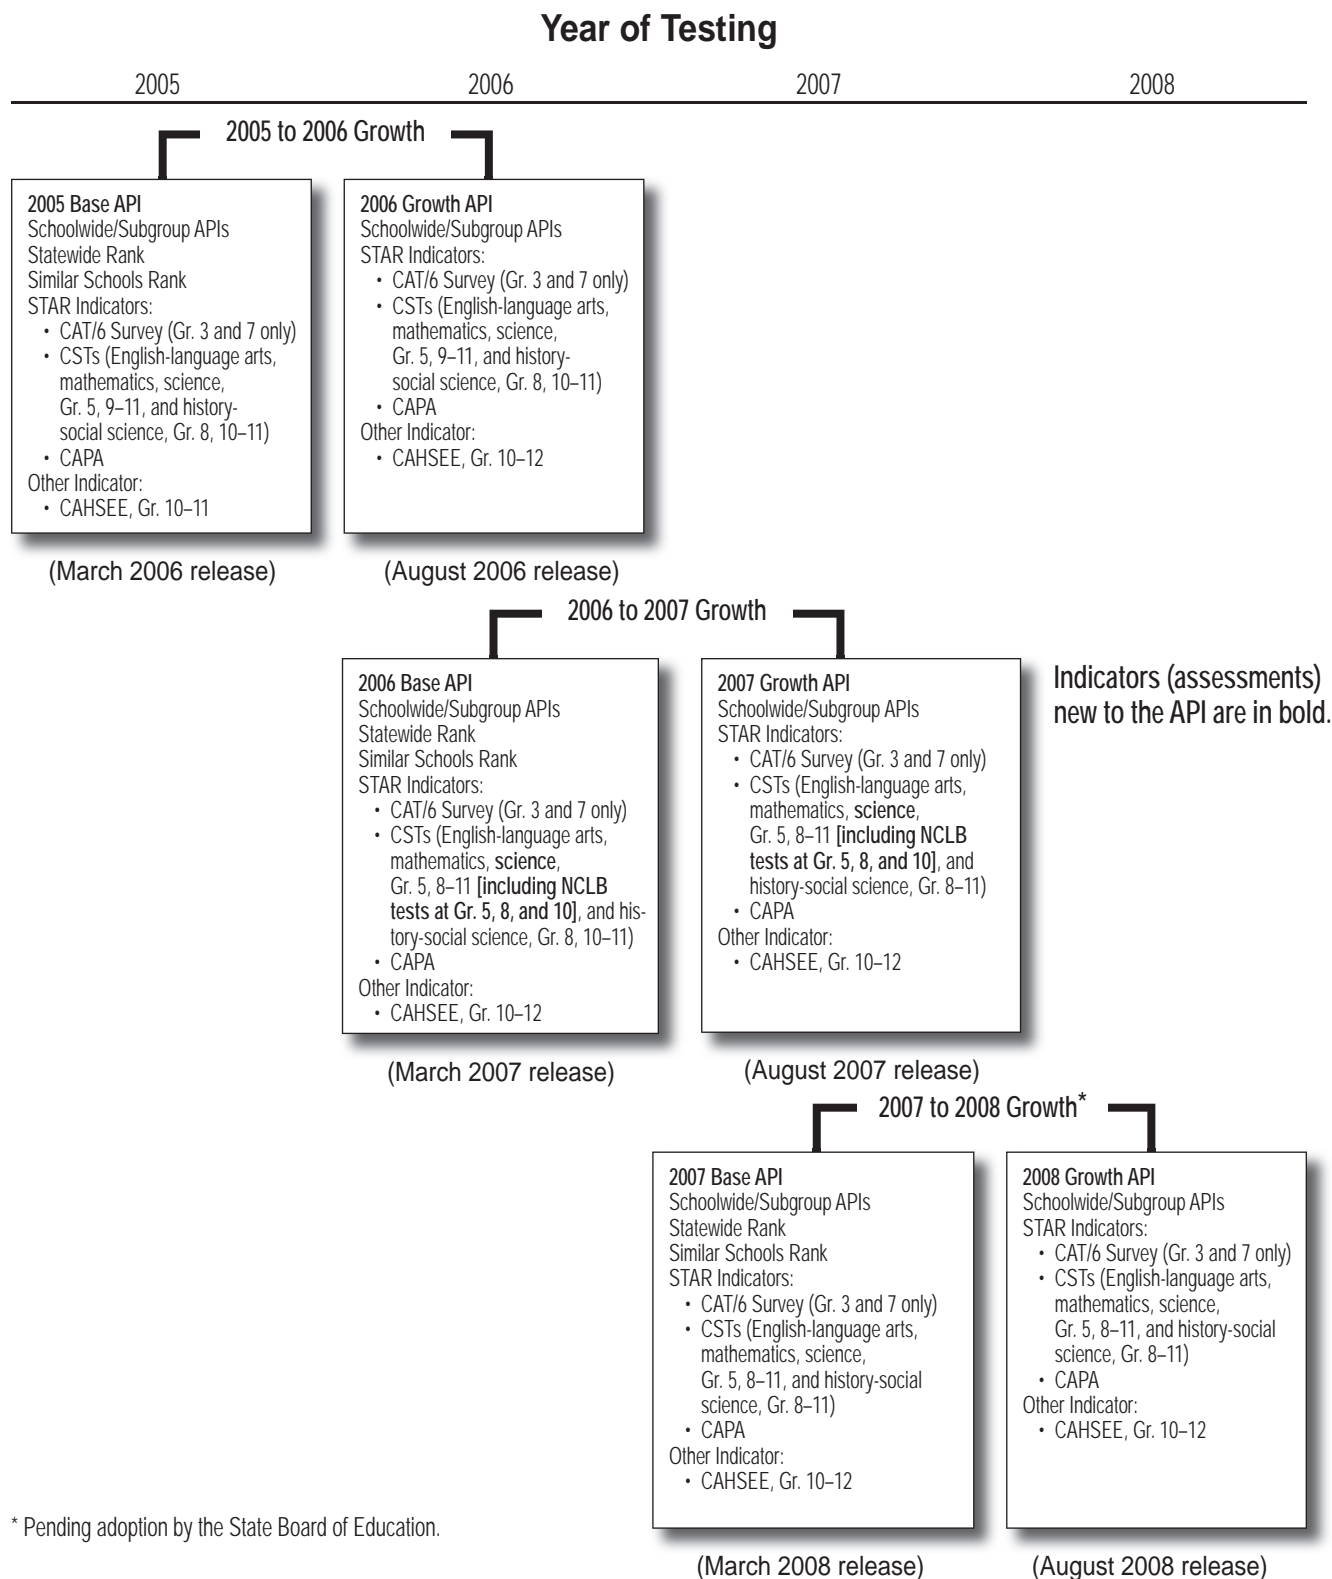 Year of Testing
2005 2006 2007 2008
2005 to 2006 Growth
2005 Base API
Schoolwide/Subgroup APIs
Statewide Rank
Similar Schools Rank
STAR Indicators:
• CAT/6 Survey (Gr. 3 and 7 only)
• CSTs (English-language arts,
mathematics, science,
Gr. 5, 9–11, and history-
social science, Gr. 8, 10–11)
• CAPA
Other Indicator:
• CAHSEE, Gr. 10–11
(March 2006 release)
2006 Growth API
Schoolwide/Subgroup APIs
STAR Indicators:
• CAT/6 Survey (Gr. 3 and 7 only)
• CSTs (English-language arts,
mathematics, science,
Gr. 5, 9–11, and history-
social science, Gr. 8, 10–11)
• CAPA
Other Indicator:
• CAHSEE, Gr. 10–12
(August 2006 release)
2006 to 2007 Growth
2006 Base API
Schoolwide/Subgroup APIs
Statewide Rank
Similar Schools Rank
STAR Indicators:
• CAT/6 Survey (Gr. 3 and 7 only)
• CSTs (English-language arts,
mathematics, science,
Gr. 5, 8–11 [including NCLB
tests at Gr. 5, 8, and 10], and his-
tory-social science, Gr. 8, 10–11)
• CAPA
Other Indicator:
• CAHSEE, Gr. 10–12
(March 2007 release)
2007 Growth API
Schoolwide/Subgroup APIs
STAR Indicators:
• CAT/6 Survey (Gr. 3 and 7 only)
• CSTs (English-language arts,
mathematics, science,
Gr. 5, 8–11 [including NCLB
tests at Gr. 5, 8, and 10], and
history-social science, Gr. 8–11)
• CAPA
Other Indicator:
• CAHSEE, Gr. 10–12
(August 2007 release)
Indicators (assessments)
new to the API are in bold.
2007 to 2008 Growth*
2007 Base API
Schoolwide/Subgroup APIs
Statewide Rank
Similar Schools Rank
STAR Indicators:
• CAT/6 Survey (Gr. 3 and 7 only)
• CSTs (English-language arts,
mathematics, science,
Gr. 5, 8–11, and history-social
science, Gr. 8–11)
• CAPA
Other Indicator:
• CAHSEE, Gr. 10–12
(March 2008 release)
2008 Growth API
Schoolwide/Subgroup APIs
STAR Indicators:
• CAT/6 Survey (Gr. 3 and 7 only)
• CSTs (English-language arts,
mathematics, science,
Gr. 5, 8–11, and history-social
science, Gr. 8–11)
• CAPA
Other Indicator:
• CAHSEE, Gr. 10–12
(August 2008 release)
* Pending adoption by the State Board of Education.